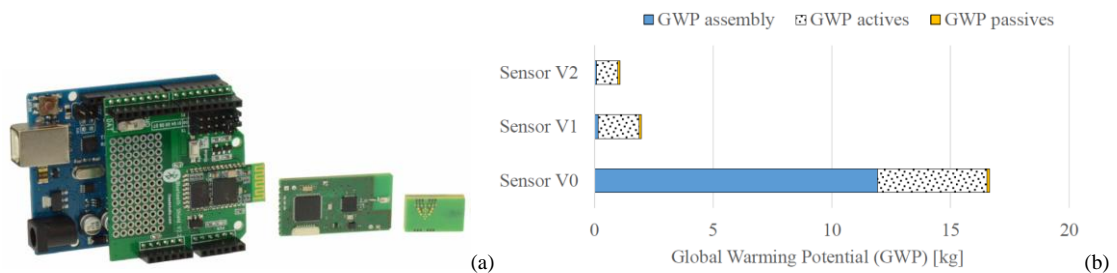 GWP assembly GWP actives GWP passives
Sensor V2
Sensor V1
Sensor V0
0 5 10 15 20
Global Warming Potential (GWP) [kg]
(a)
(b)